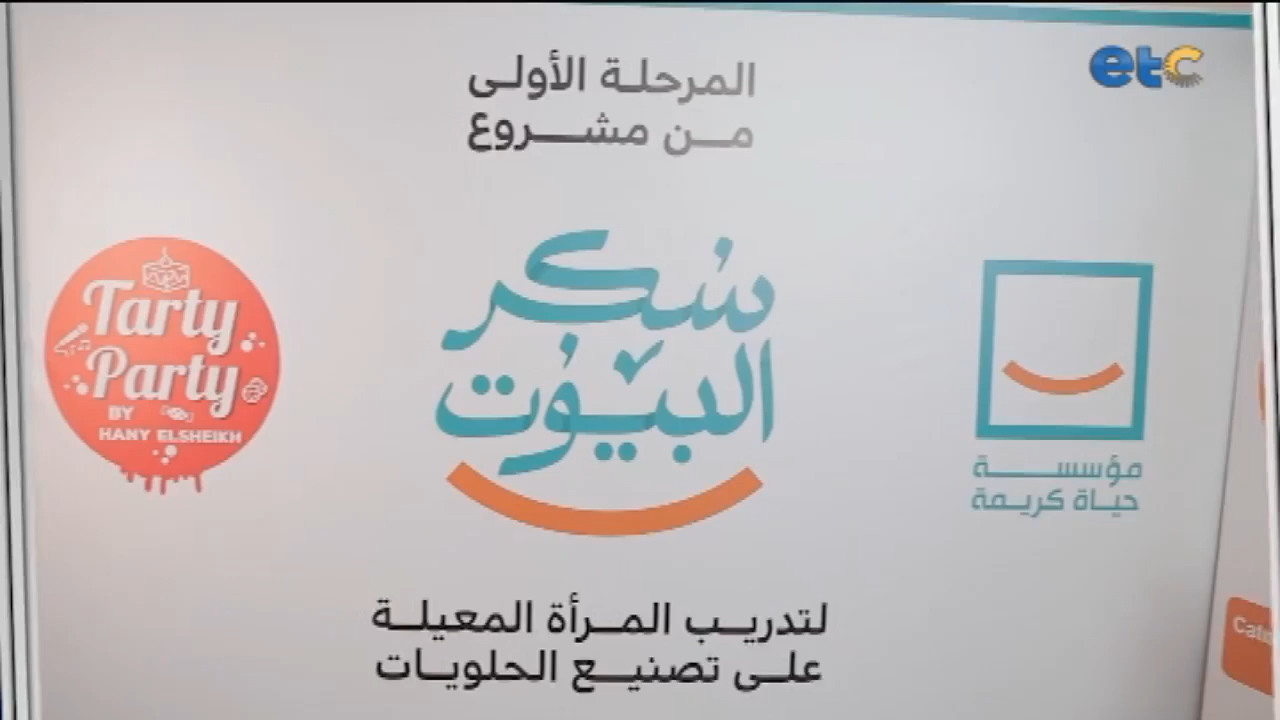 etc
المرحلة الأولى
من مشروع
سكر
البيوت
مؤسسة
حياة كريمة
Tarty
Party
BY
HANY ELSHEIKH
لتدريب المرأة المعيلة
على تصنيع الحلويات